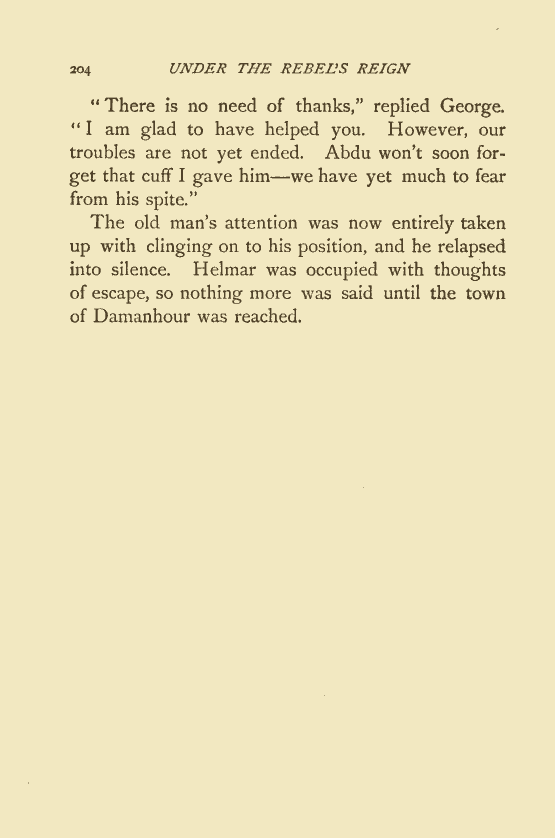 204 UNDER THE REBEL'S REIGN
“ There is no need of thanks,” replied George.
“ I am glad to have helped you. However, our
troubles are not yet ended. Abdu won't soon for-
get that cuff I gave him—we have yet much to fear
from his spite.”
The old man's attention was now entirely taken
up with clinging on to his position, and he relapsed
into silence. Helmar was occupied with thoughts
of escape, so nothing more was said until the town
of Damanhour was reached.